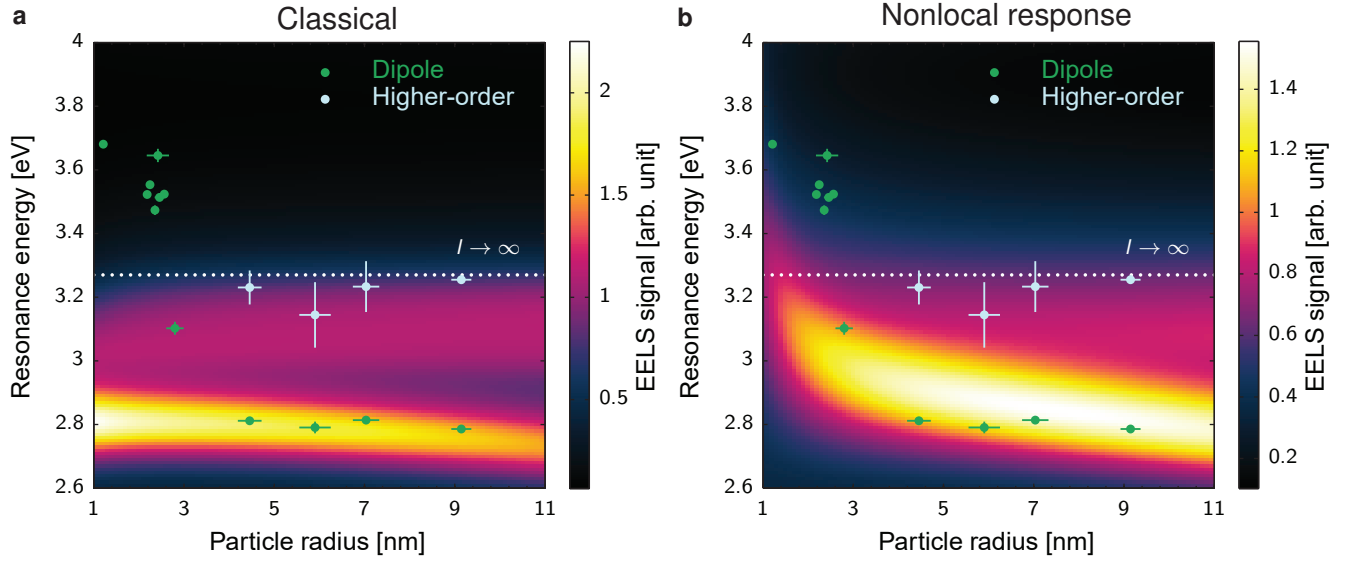 a
Classical
4
3.8
3.6
3.4
3.2
3
2.8
2.6
Resonance energy [eV]
Dipole
Higher-order
l → ∞
1
3
5
7
9
11
Particle radius [nm]
2
1.5
1
0.5
EELS signal [arb. unit]
b
Nonlocal response
4
3.8
3.6
3.4
3.2
3
2.8
2.6
Resonance energy [eV]
Dipole
Higher-order
l → ∞
1
3
5
7
9
11
Particle radius [nm]
1.4
1.2
1
0.8
0.6
0.4
0.2
EELS signal [arb. unit]